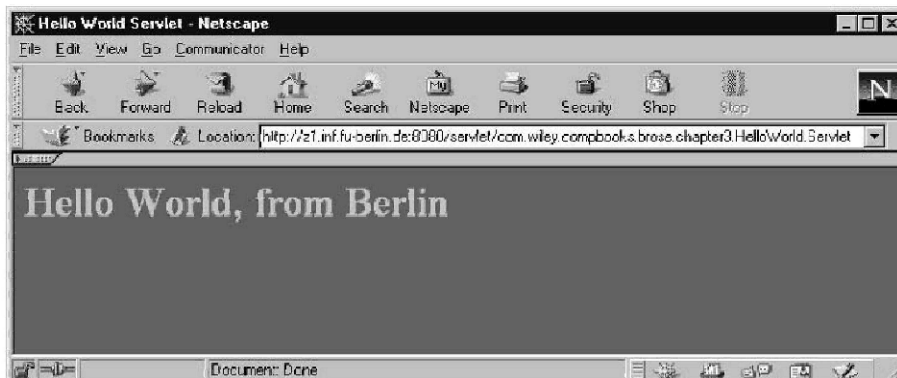 Hello World Servlet - Netscape
File Edit View Go Communicator Help
Back Forward Reload Home Search Netscape Print Security Shop Stop
Bookmarks Location: http://z1.inf.fu-berlin.de:8080/servlet/com.wiley.compbooks.brose.chapter3.HelloWorld.Servlet
Hello World, from Berlin
Document: Done